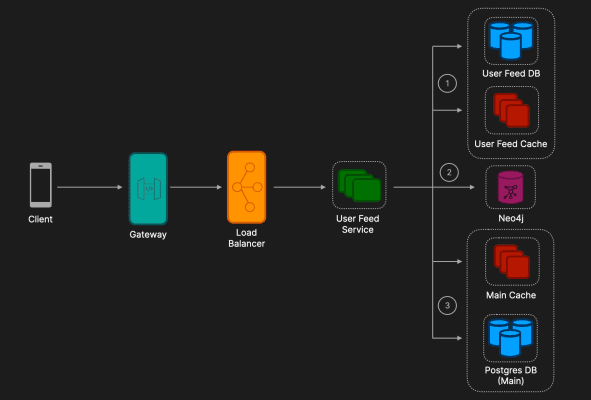 Client
Gateway
Load
Balancer
User Feed
Service
1
2
3
User Feed DB
User Feed Cache
Neo4j
Main Cache
Postgres DB
(Main)